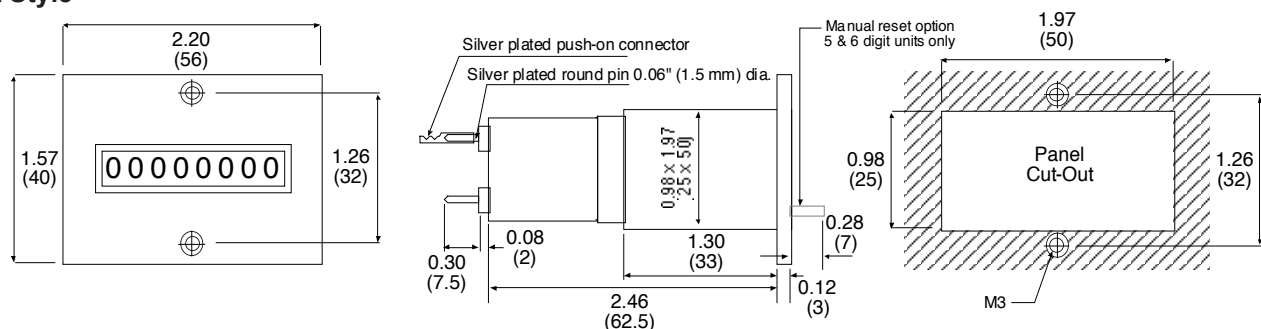 Style
2.20
(56)
1.57
(40)
00000000
1.26
(32)
Silver plated push-on connector
Silver plated round pin 0.06" (1.5 mm) dia.
Manual reset option
5 & 6 digit units only
0.98 x 1.97
25 x 50
0.08
(2)
0.30
(7.5)
1.30
(33)
2.46
(62.5)
0.28
(7)
0.12
(3)
1.97
(50)
0.98
(25)
Panel
Cut-Out
1.26
(32)
M3